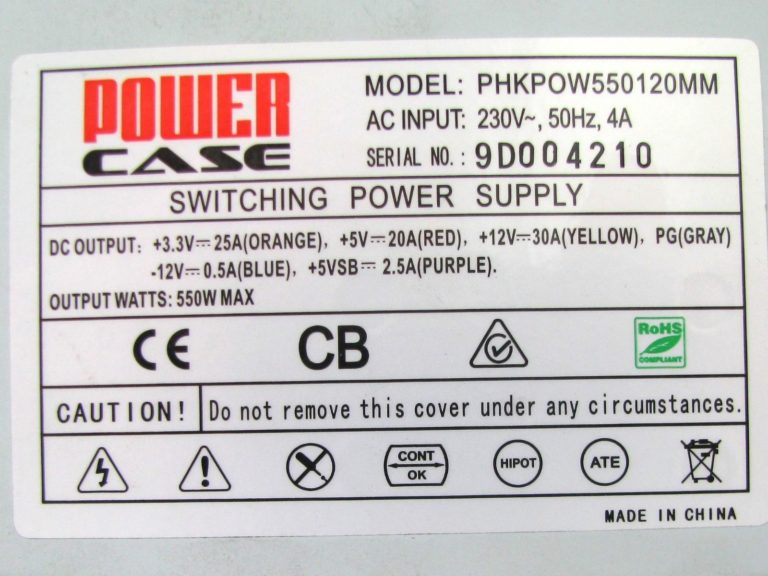 POWER CASE
MODEL: PHKPOW550120MM
AC INPUT: 230V~, 50Hz, 4A
SERIAL NO.: 9D004210
SWITCHING POWER SUPPLY
DC OUTPUT: +3.3V⎓25A(ORANGE), +5V⎓20A(RED), +12V⎓30A(YELLOW), PG(GRAY)
-12V⎓0.5A(BLUE), +5VSB⎓2.5A(PURPLE).
OUTPUT WATTS: 550W MAX
CE CB RoHS COMPLIANT
CAUTION! Do not remove this cover under any circumstances.
CONT OK HIPOT ATE
MADE IN CHINA